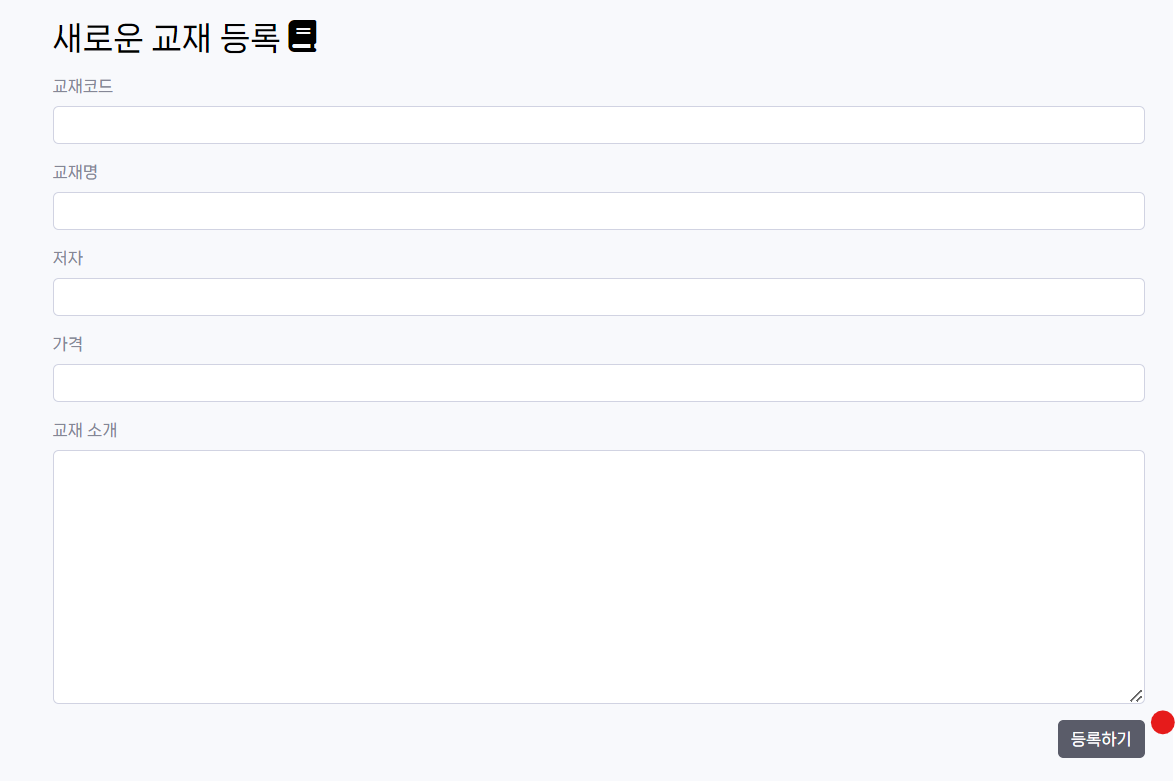 새로운 교재 등록
교재코드
교재명
저자
가격
교재 소개
등록하기